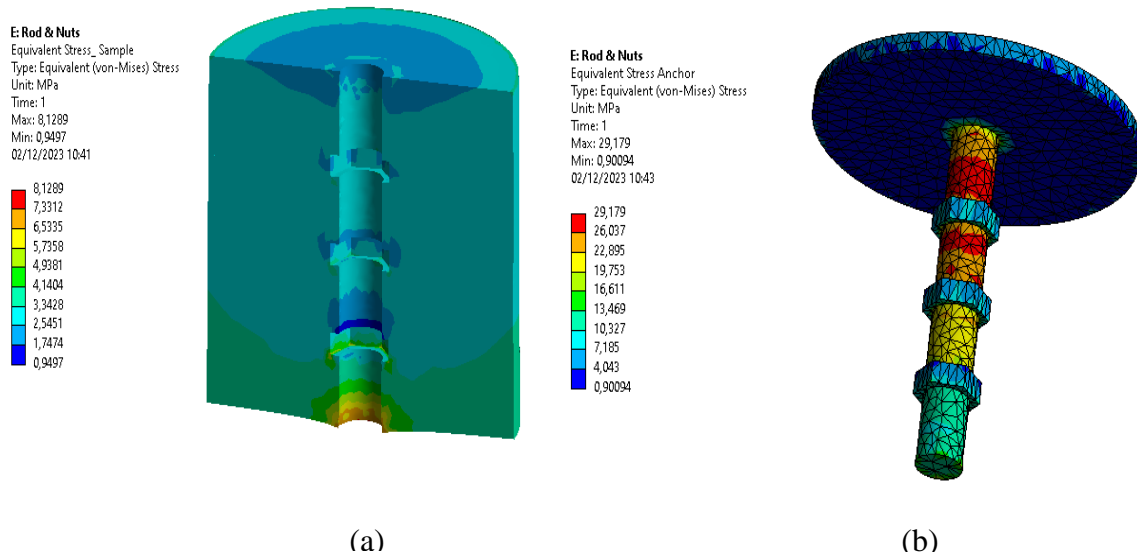 E: Rod & Nuts
Equivalent Stress_ Sample
Type: Equivalent (von-Mises) Stress
Unit: MPa
Time: 1
Max: 8,1289
Min: 0,9497
02/12/2023 10:41
8,1289
7,3312
6,5335
5,7358
4,9381
4,1404
3,3428
2,5451
1,7474
0,9497
E: Rod & Nuts
Equivalent Stress Anchor
Type: Equivalent (von-Mises) Stress
Unit: MPa
Time: 1
Max: 29,179
Min: 0,90094
02/12/2023 10:43
29,179
26,037
22,895
19,753
16,611
13,469
10,327
7,185
4,043
0,90094
(a)
(b)